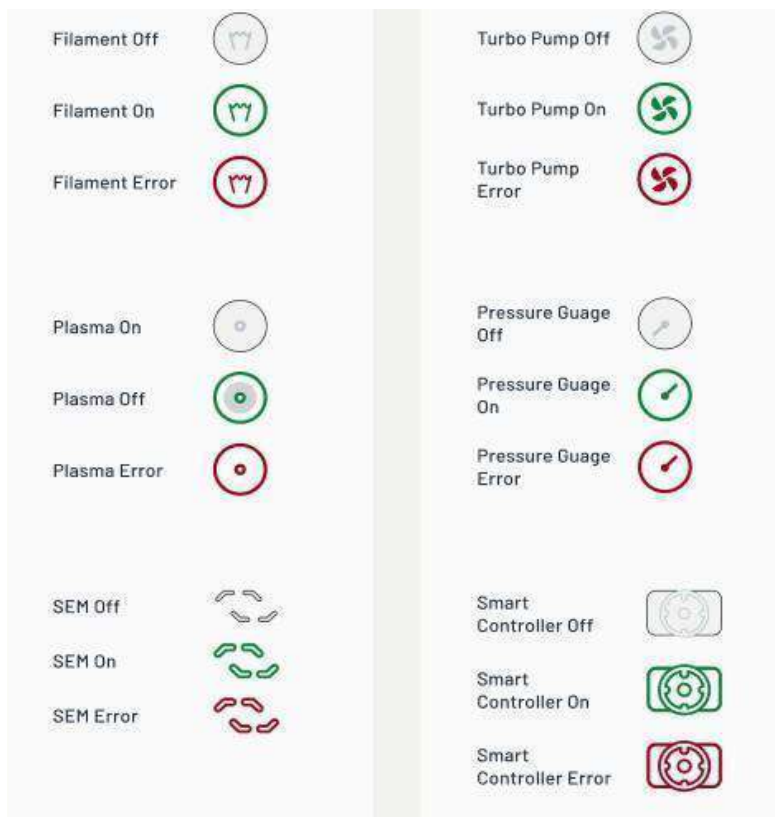 Filament Off
Filament On
Filament Error
Plasma On
Plasma Off
Plasma Error
SEM Off
SEM On
SEM Error
Turbo Pump Off
Turbo Pump On
Turbo Pump
Error
Pressure Guage
Off
Pressure Guage
On
Pressure Guage
Error
Smart
Controller Off
Smart
Controller On
Smart
Controller Error